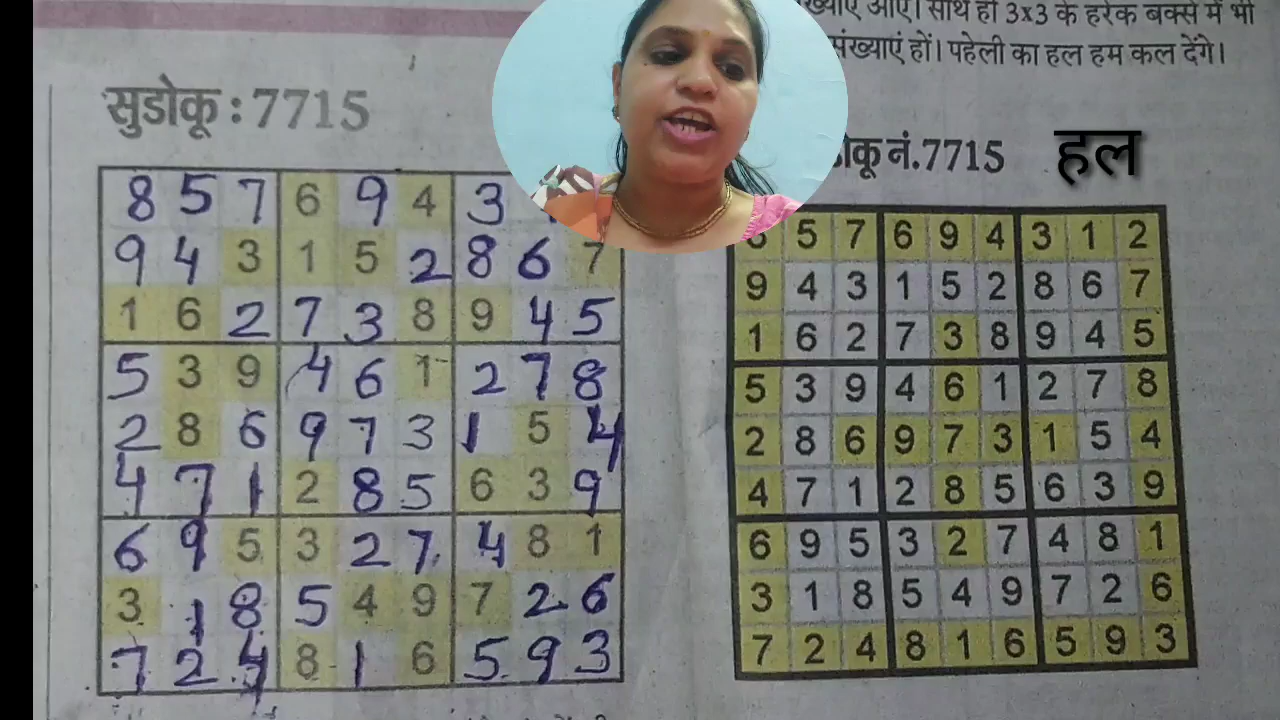 आए। साथ ही 3x3 के हरेक बक्से में भी
संख्याएं हों। पहेली का हल हम कल देंगे।
सुडोकू : 7715
नं.7715 हल
8 5 7 6 9 4 3
9 4 3 1 5 2 8 6 7
1 6 2 7 3 8 9 4 5
5 3 9 4 6 1 2 7 8
2 8 6 9 7 3 1 5 4
4 7 1 2 8 5 6 3 9
6 9 5 3 2 7 4 8 1
3 1 8 5 4 9 7 2 6
7 2 4 8 1 6 5 9 3
5 7 6 9 4 3 1 2
9 4 3 1 5 2 8 6 7
1 6 2 7 3 8 9 4 5
5 3 9 4 6 1 2 7 8
2 8 6 9 7 3 1 5 4
4 7 1 2 8 5 6 3 9
6 9 5 3 2 7 4 8 1
3 1 8 5 4 9 7 2 6
7 2 4 8 1 6 5 9 3